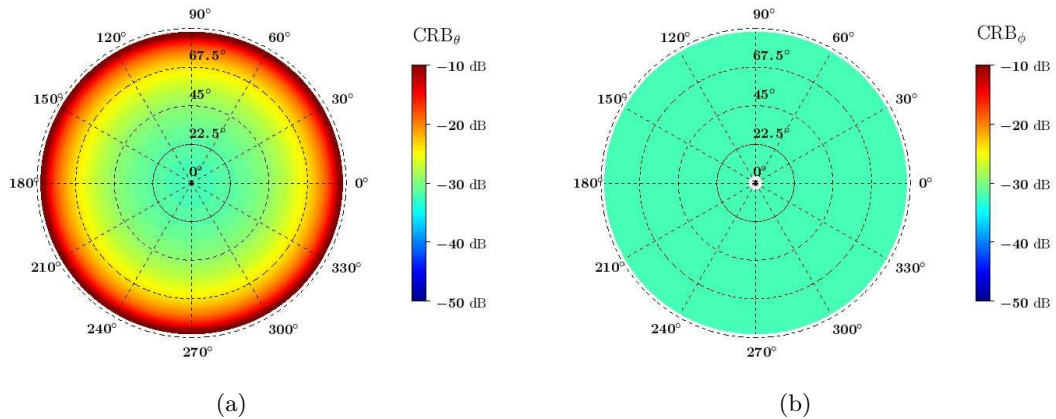 90° 90°
120° 60° 120° 60°
CRB_θ CRB_ϕ
67.5° 67.5°
−10 dB −10 dB
150° 45° 30° 150° 45° 30°
−20 dB −20 dB
22.5° 22.5°
180° 0° 0° 180° 0° 0°
−30 dB −30 dB
−40 dB −40 dB
210° 330° 210° 330°
−50 dB −50 dB
240° 300° 240° 300°
270° 270°
(a) (b)